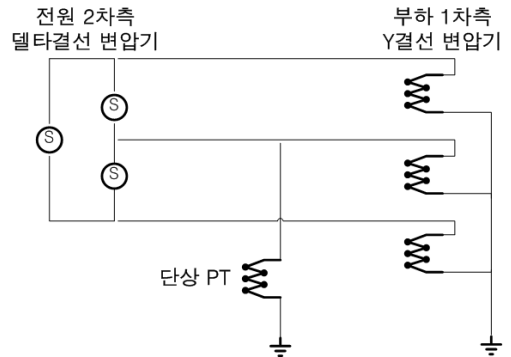 전원 2차측
델타결선 변압기
부하 1차측
Y결선 변압기
S
S
S
단상 PT